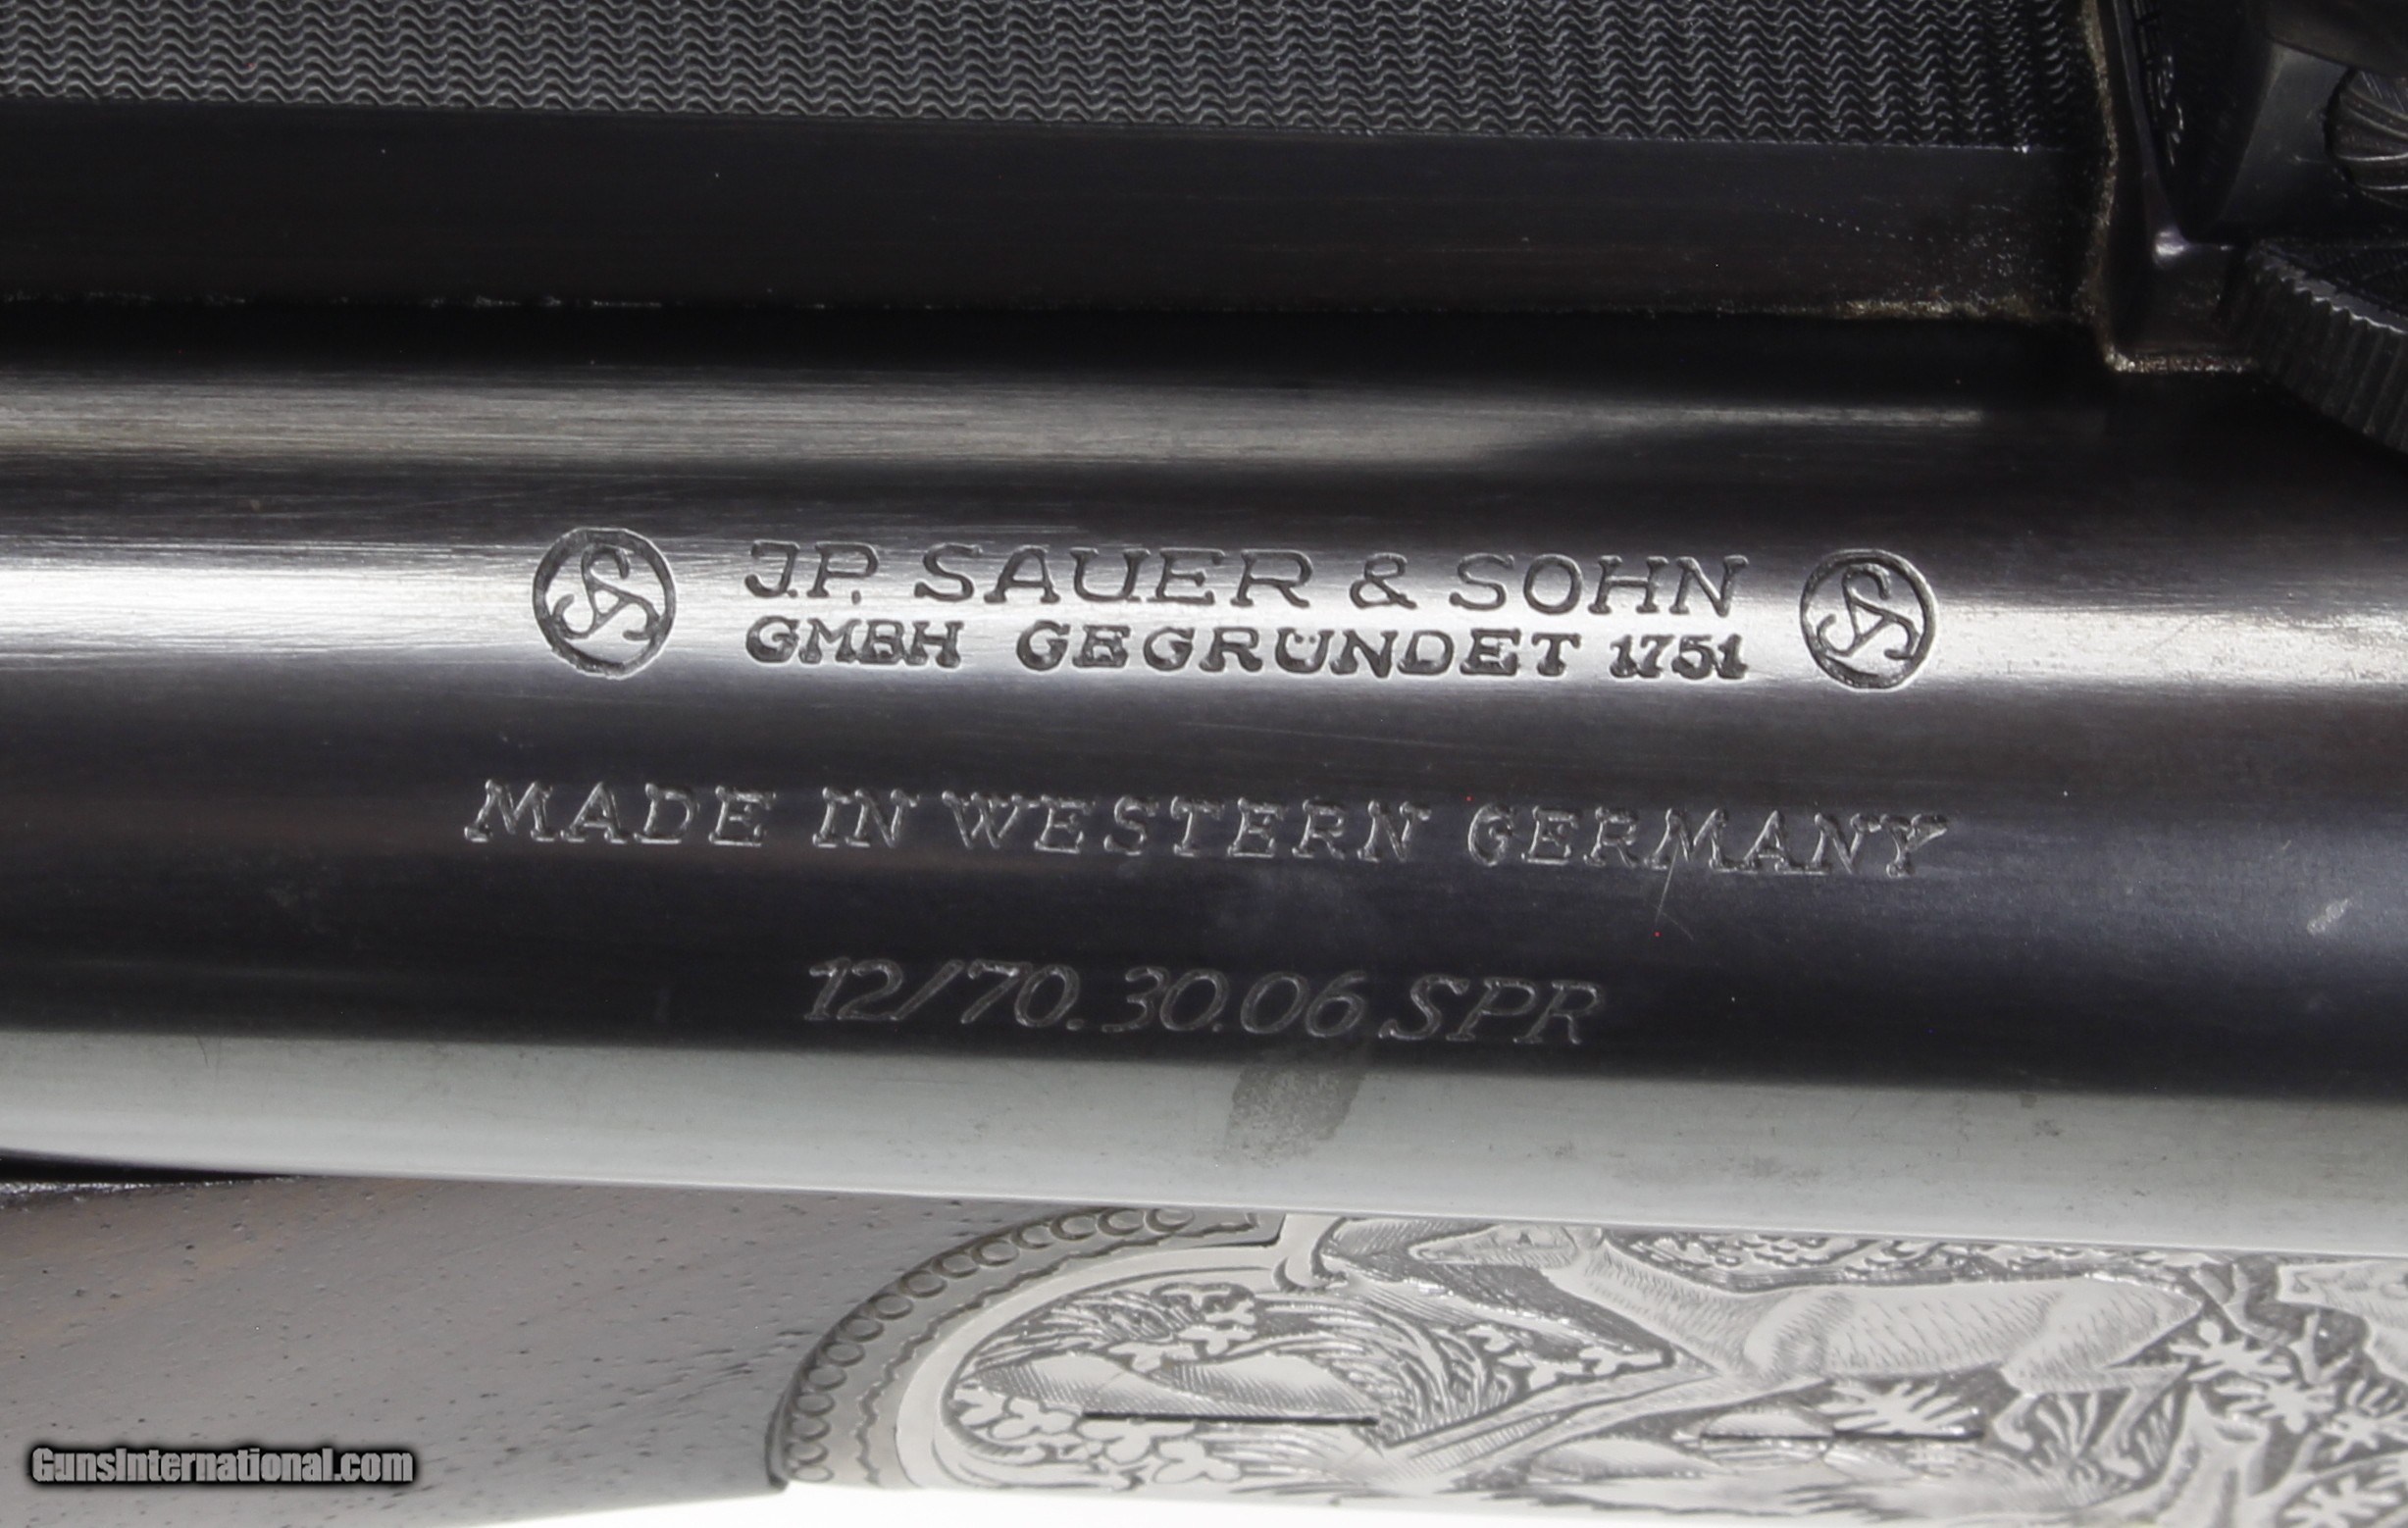 J.P. SAUER & SOHN
GMBH GEGRÜNDET 1751
MADE IN WESTERN GERMANY
12/70.30.06 SPR
GunsInternational.com